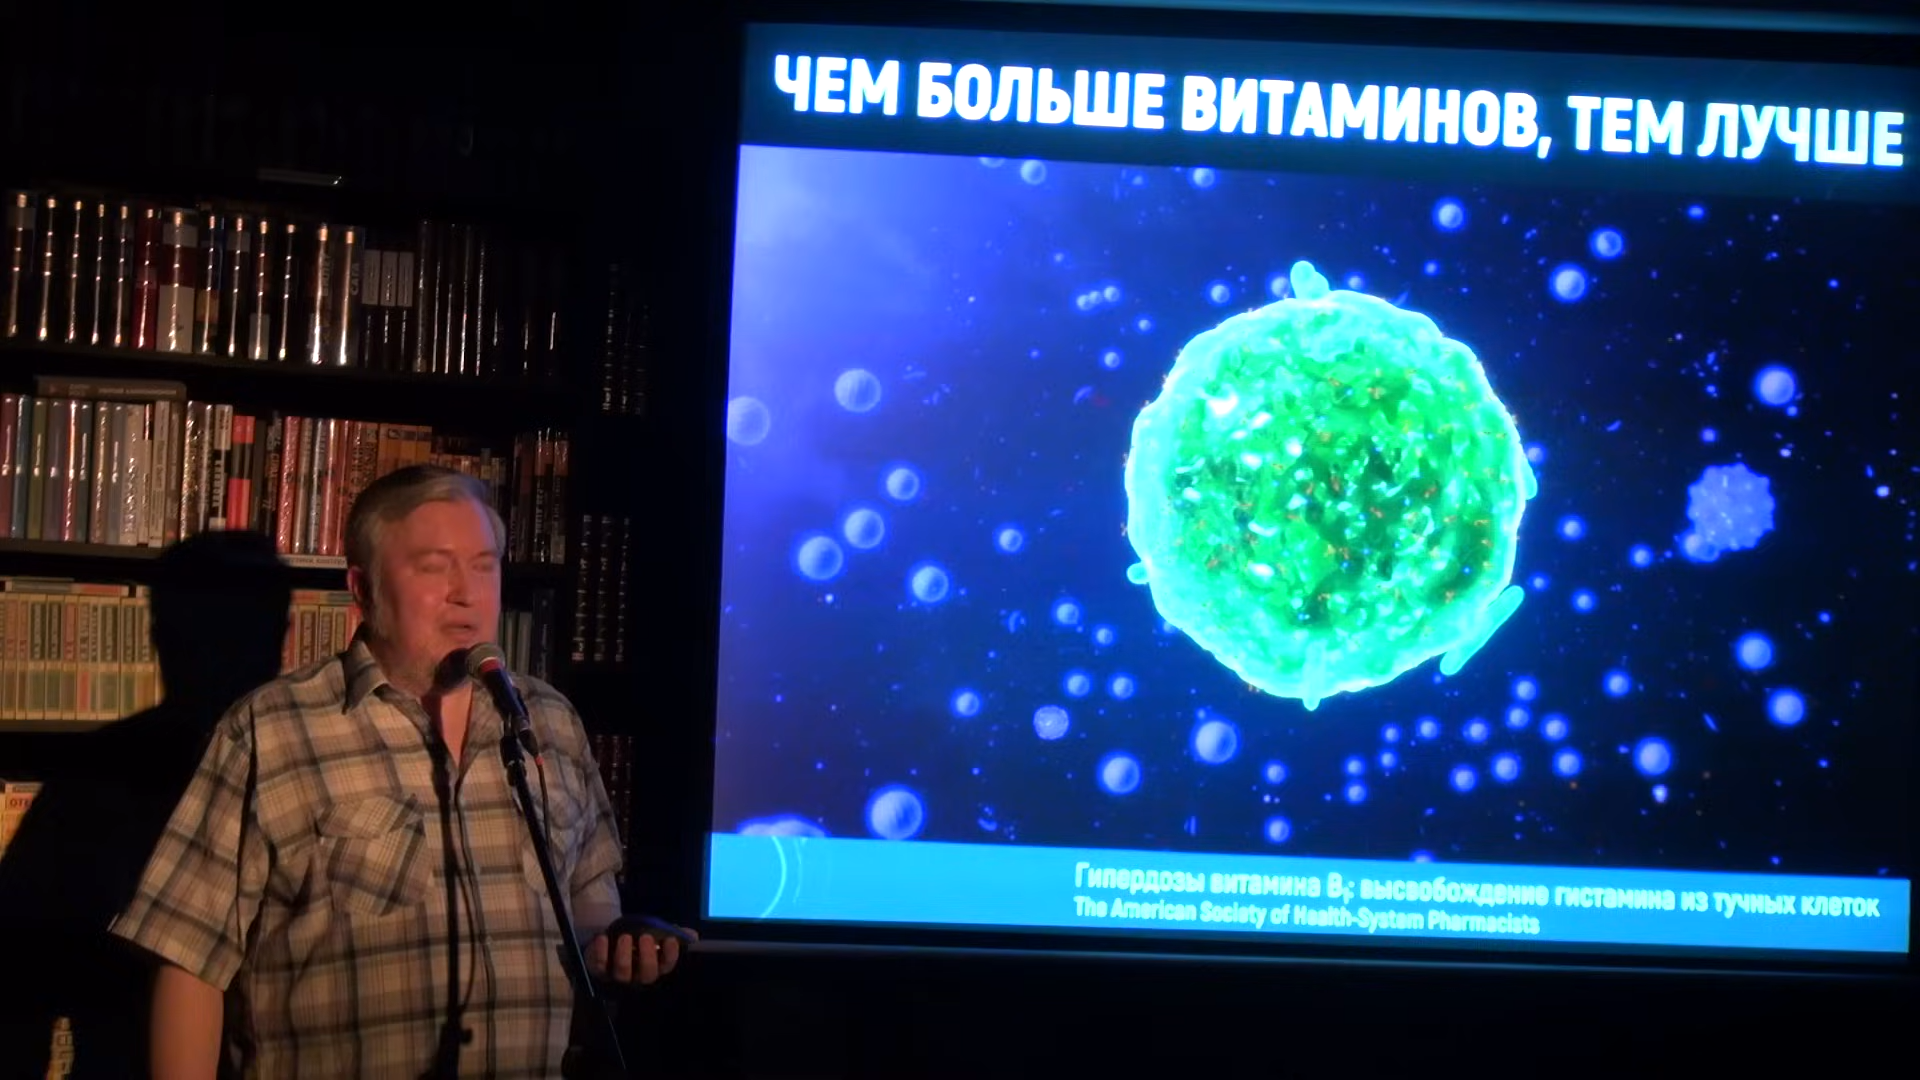 ЧЕМ БОЛЬШЕ ВИТАМИНОВ, ТЕМ ЛУЧШЕ
Гипердозы витамина B₁: высвобождение гистамина из тучных клеток
The American Society of Health-System Pharmacists
САГА